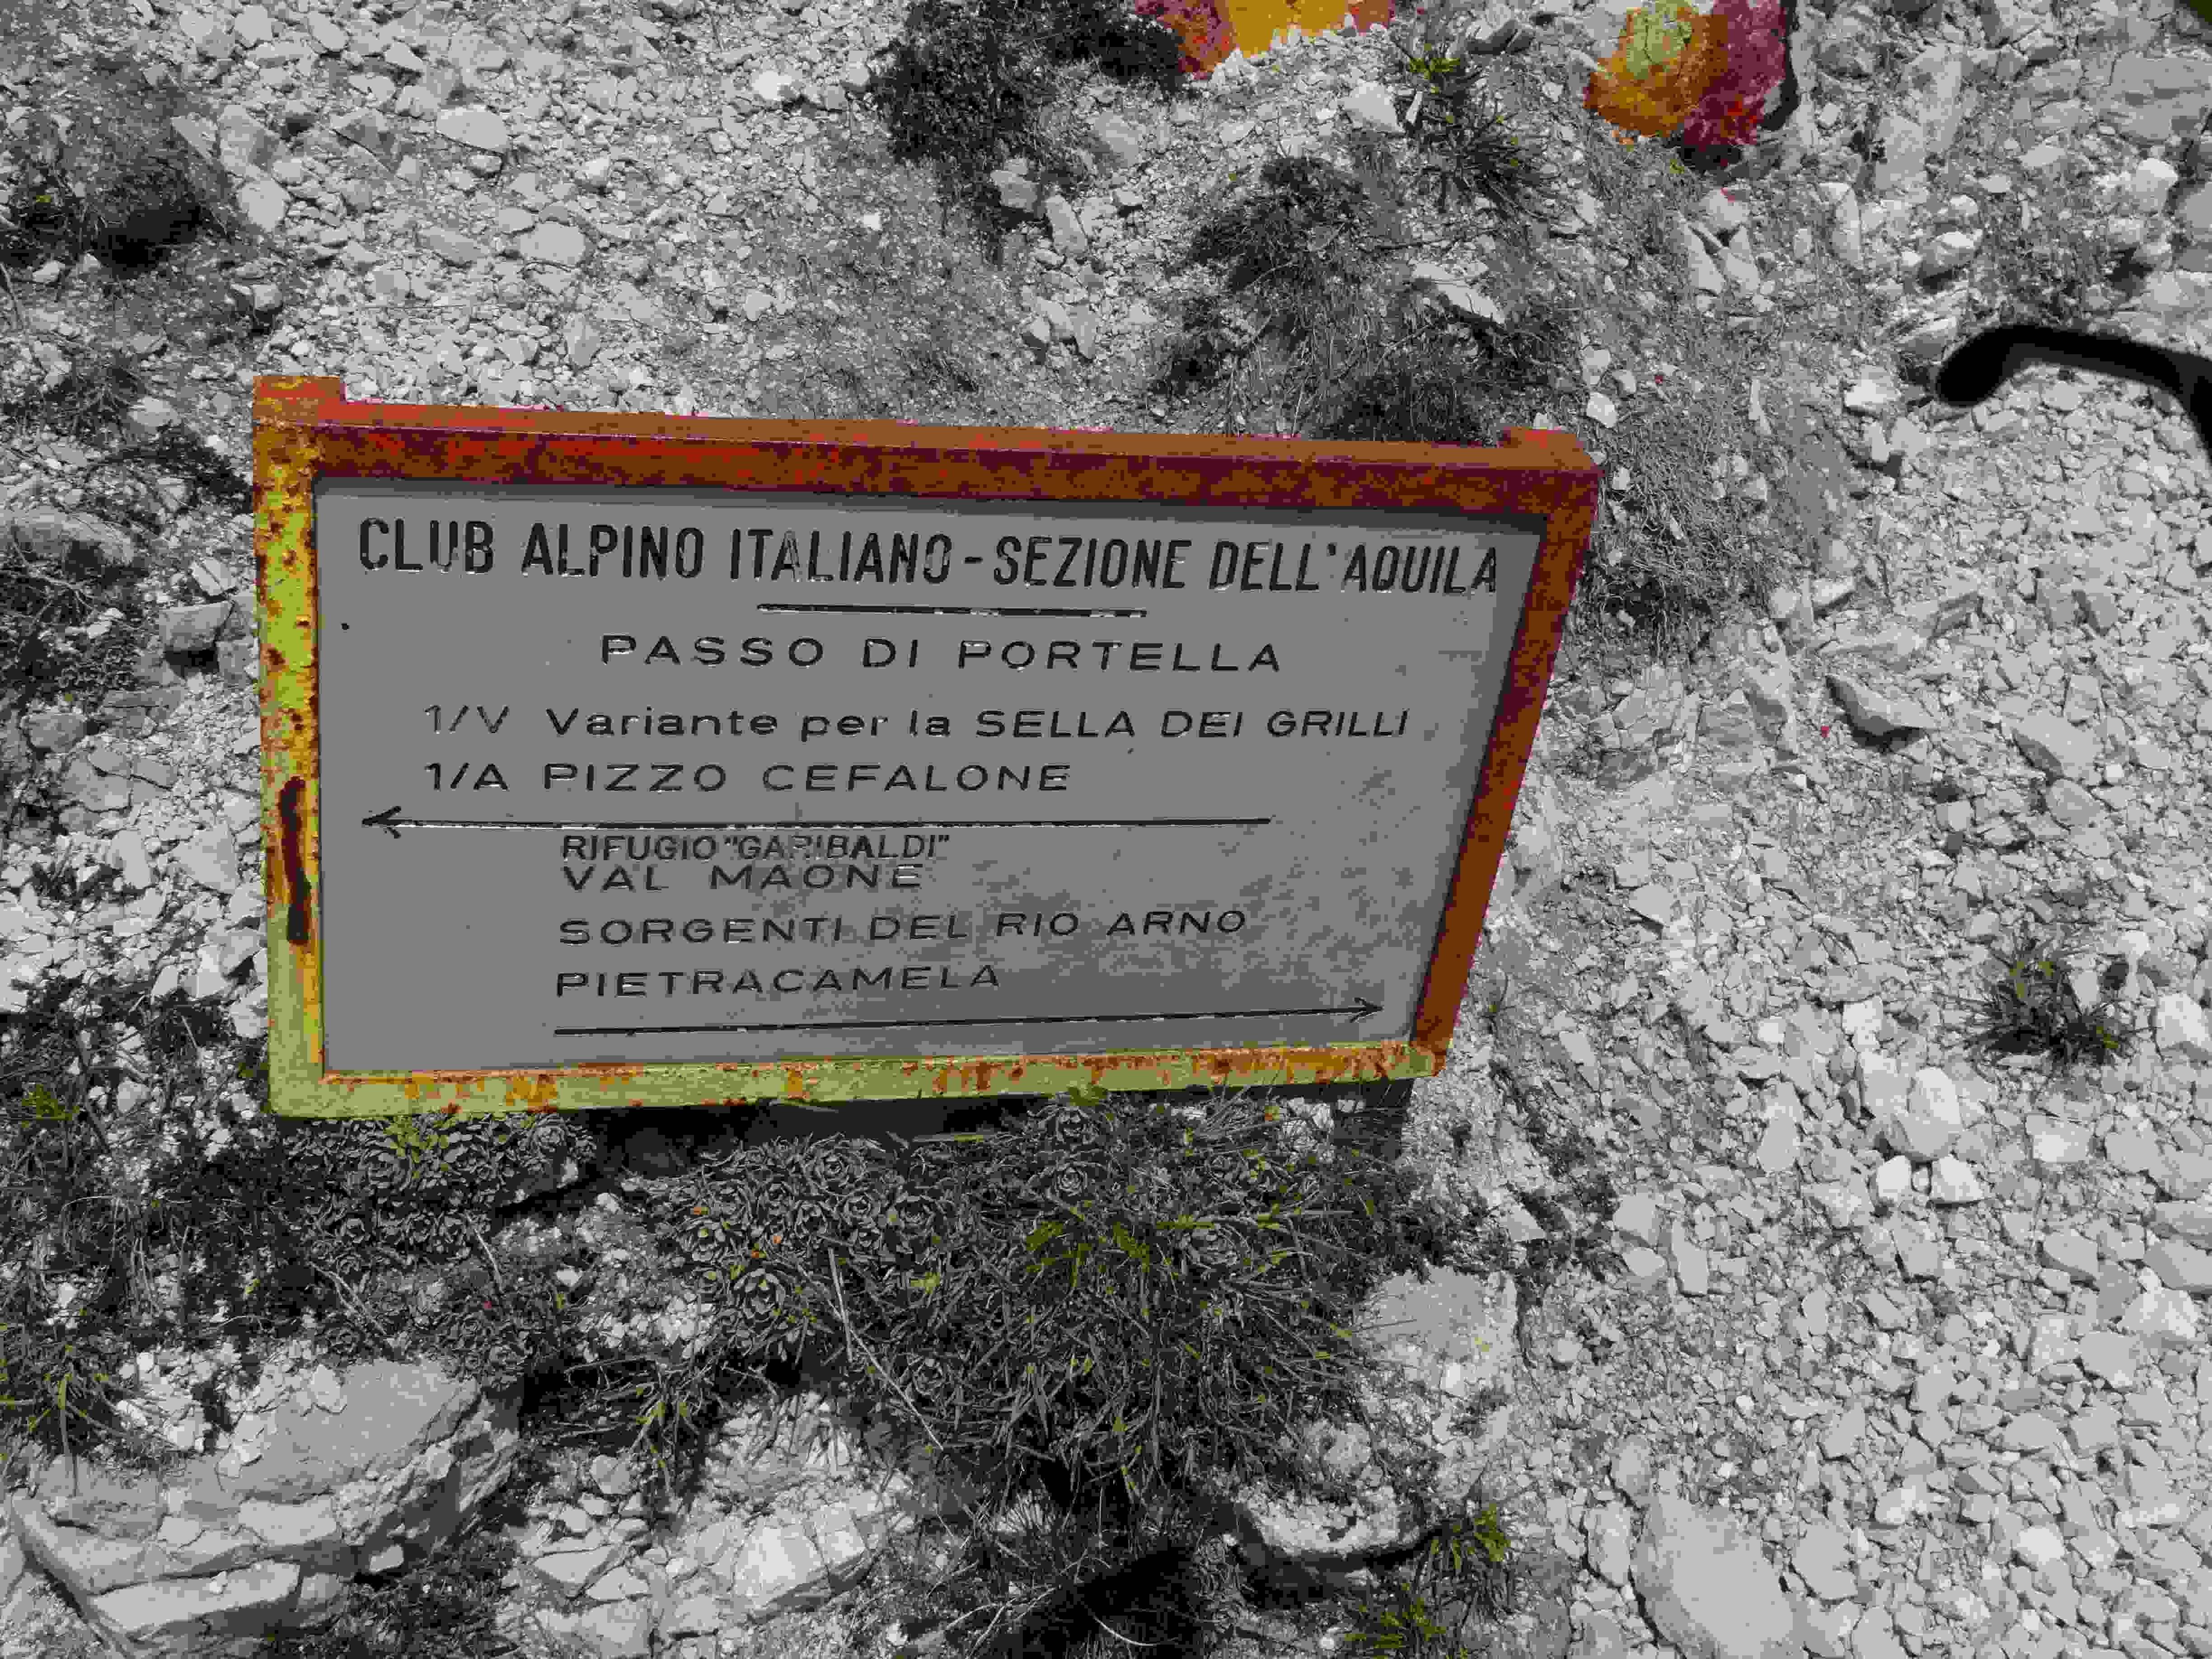 CLUB ALPINO ITALIANO - SEZIONE DELL'AQUILA
PASSO DI PORTELLA
1/V Variante per la SELLA DEI GRILLI
1/A PIZZO CEFALONE
RIFUGIO "GARIBALDI"
VAL MAONE
SORGENTI DEL RIO ARNO
PIETRACAMELA